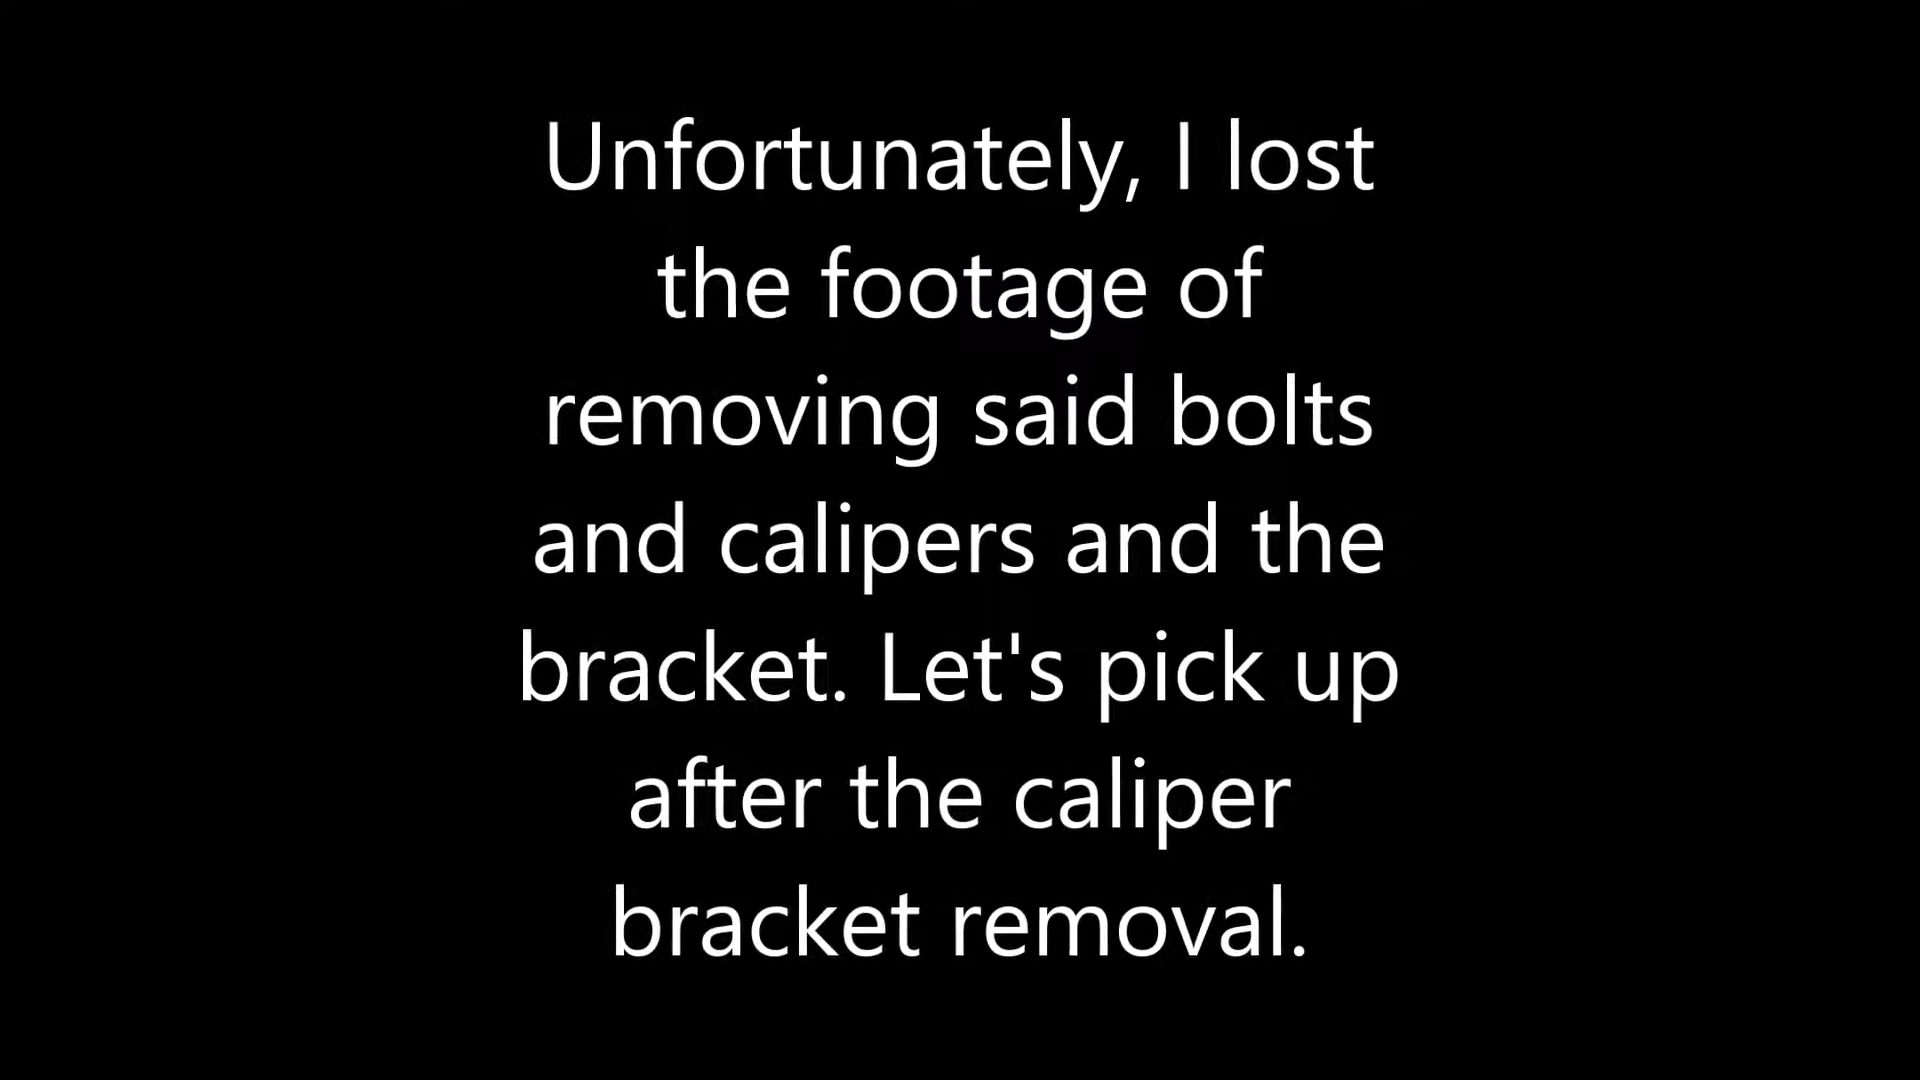 Unfortunately, I lost
the footage of
removing said bolts
and calipers and the
bracket. Let's pick up
after the caliper
bracket removal.